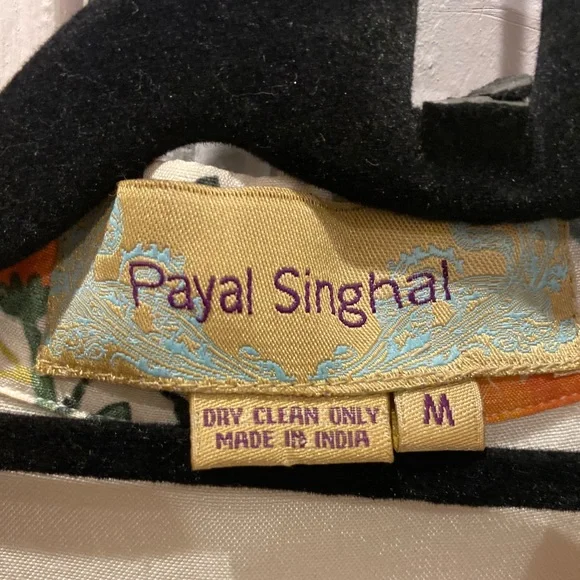 Payal Singhal
DRY CLEAN ONLY
MADE IN INDIA
M